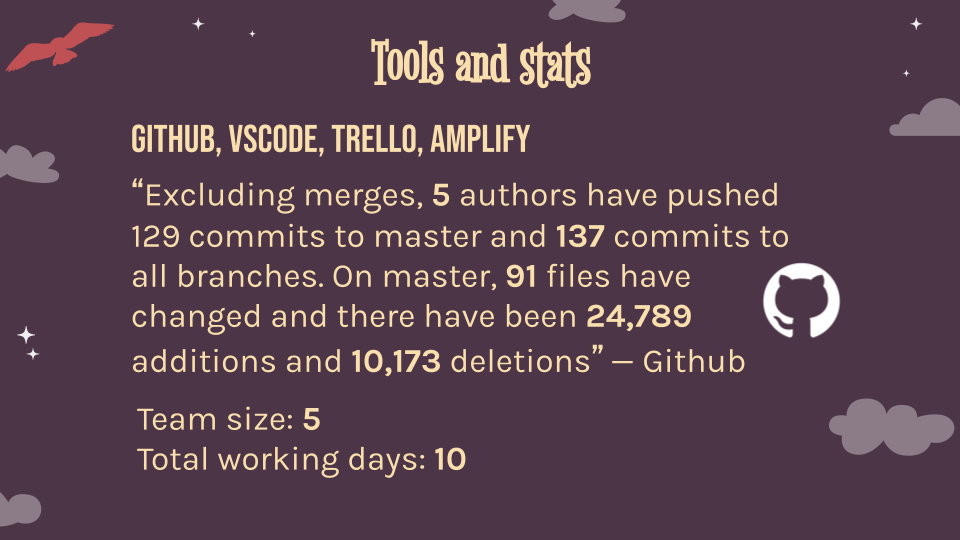 Tools and stats
GITHUB, VSCODE, TRELLO, AMPLIFY
“Excluding merges, 5 authors have pushed
129 commits to master and 137 commits to
all branches. On master, 91 files have
changed and there have been 24,789
additions and 10,173 deletions” — Github
Team size: 5
Total working days: 10